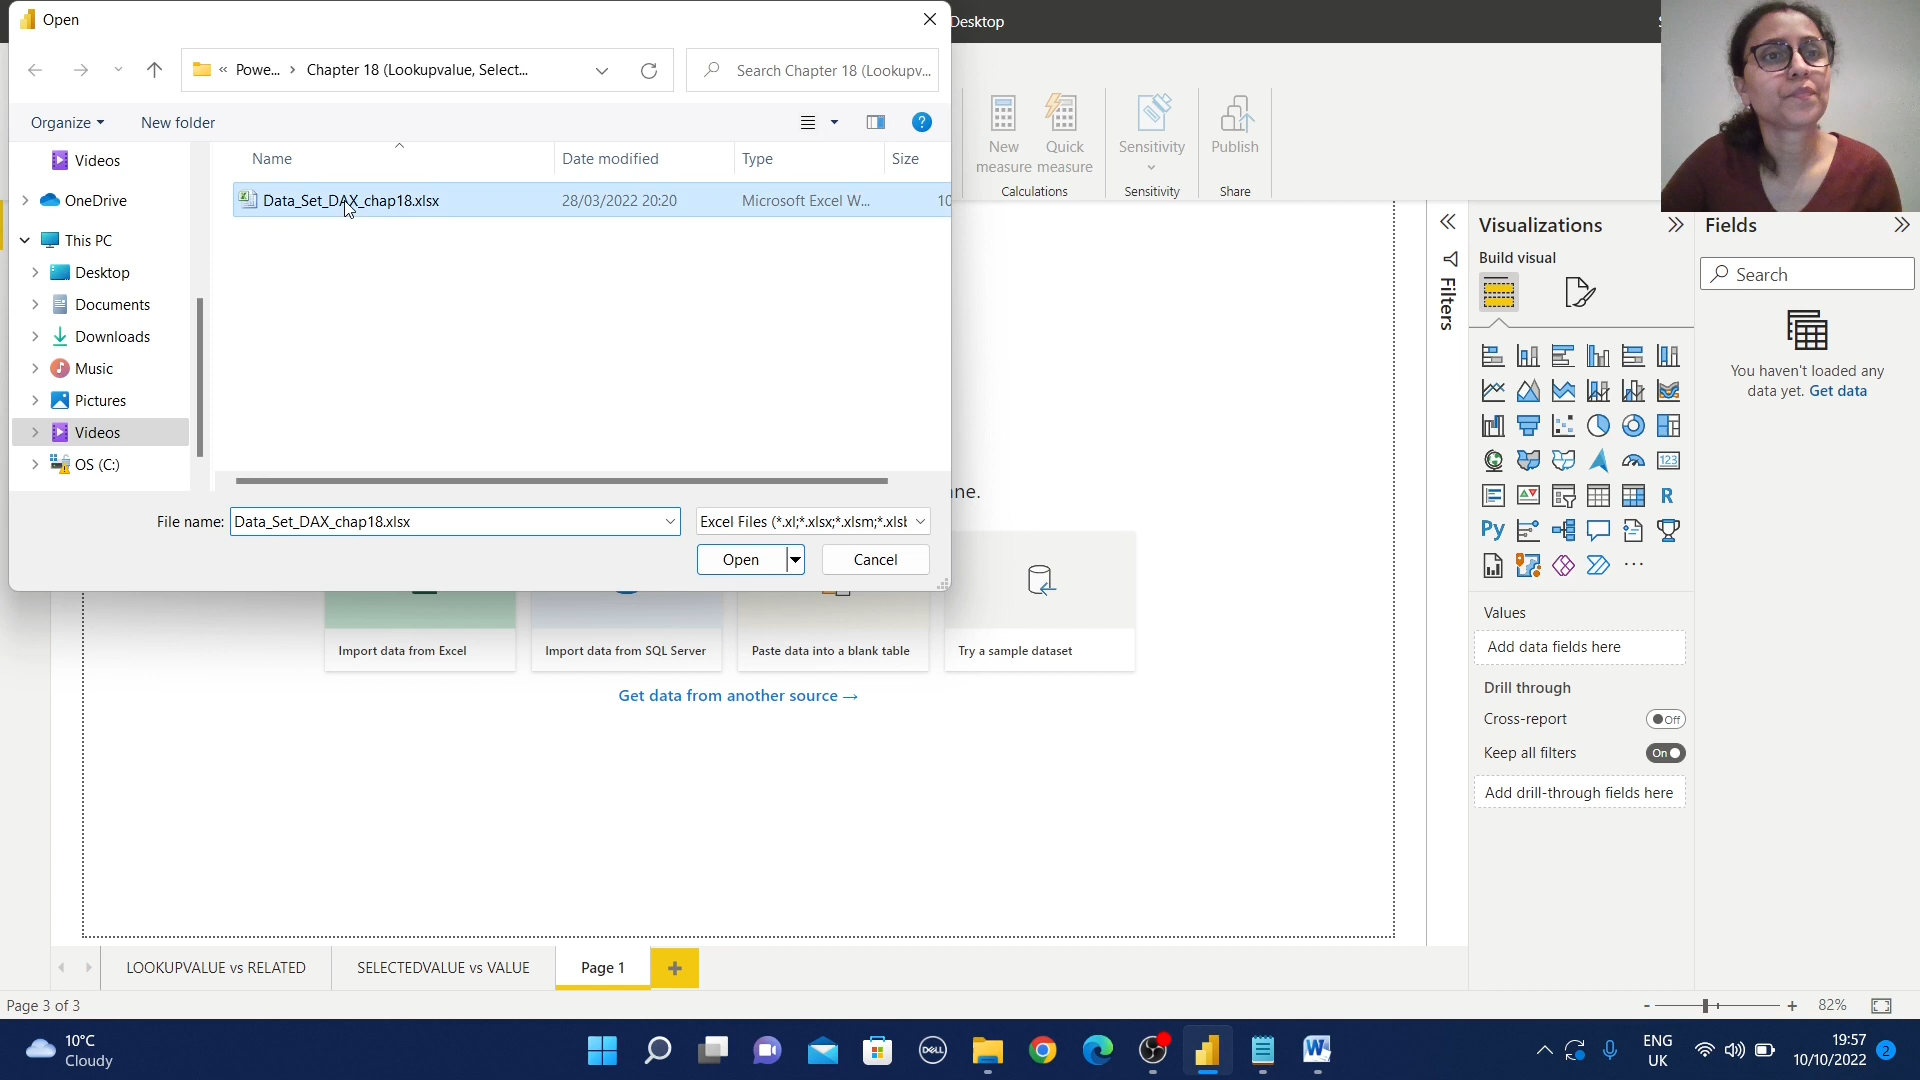 Open
Desktop
« Powe... > Chapter 18 (Lookupvalue, Select...
Search Chapter 18 (Lookupv...
Organize
New folder
Name
Date modified
Type
Size
Data_Set_DAX_chap18.xlsx
28/03/2022 20:20
Microsoft Excel W...
10
Videos
OneDrive
This PC
Desktop
Documents
Downloads
Music
Pictures
Videos
OS (C:)
File name:
Data_Set_DAX_chap18.xlsx
Excel Files (*.xl;*.xlsx;*.xlsm;*.xlsb
Open
Cancel
New
measure
Quick
measure
Calculations
Sensitivity
Sensitivity
Publish
Share
Filters
Visualizations
Build visual
123
R
Py
Values
Add data fields here
Drill through
Cross-report
Off
Keep all filters
On
Add drill-through fields here
Fields
Search
You haven't loaded any
data yet. Get data
ne.
Import data from Excel
Import data from SQL Server
Paste data into a blank table
Try a sample dataset
Get data from another source →
LOOKUPVALUE vs RELATED
SELECTEDVALUE vs VALUE
Page 1
+
Page 3 of 3
- + 82%
10°C
Cloudy
DELL
ENG
UK
19:57
10/10/2022
2